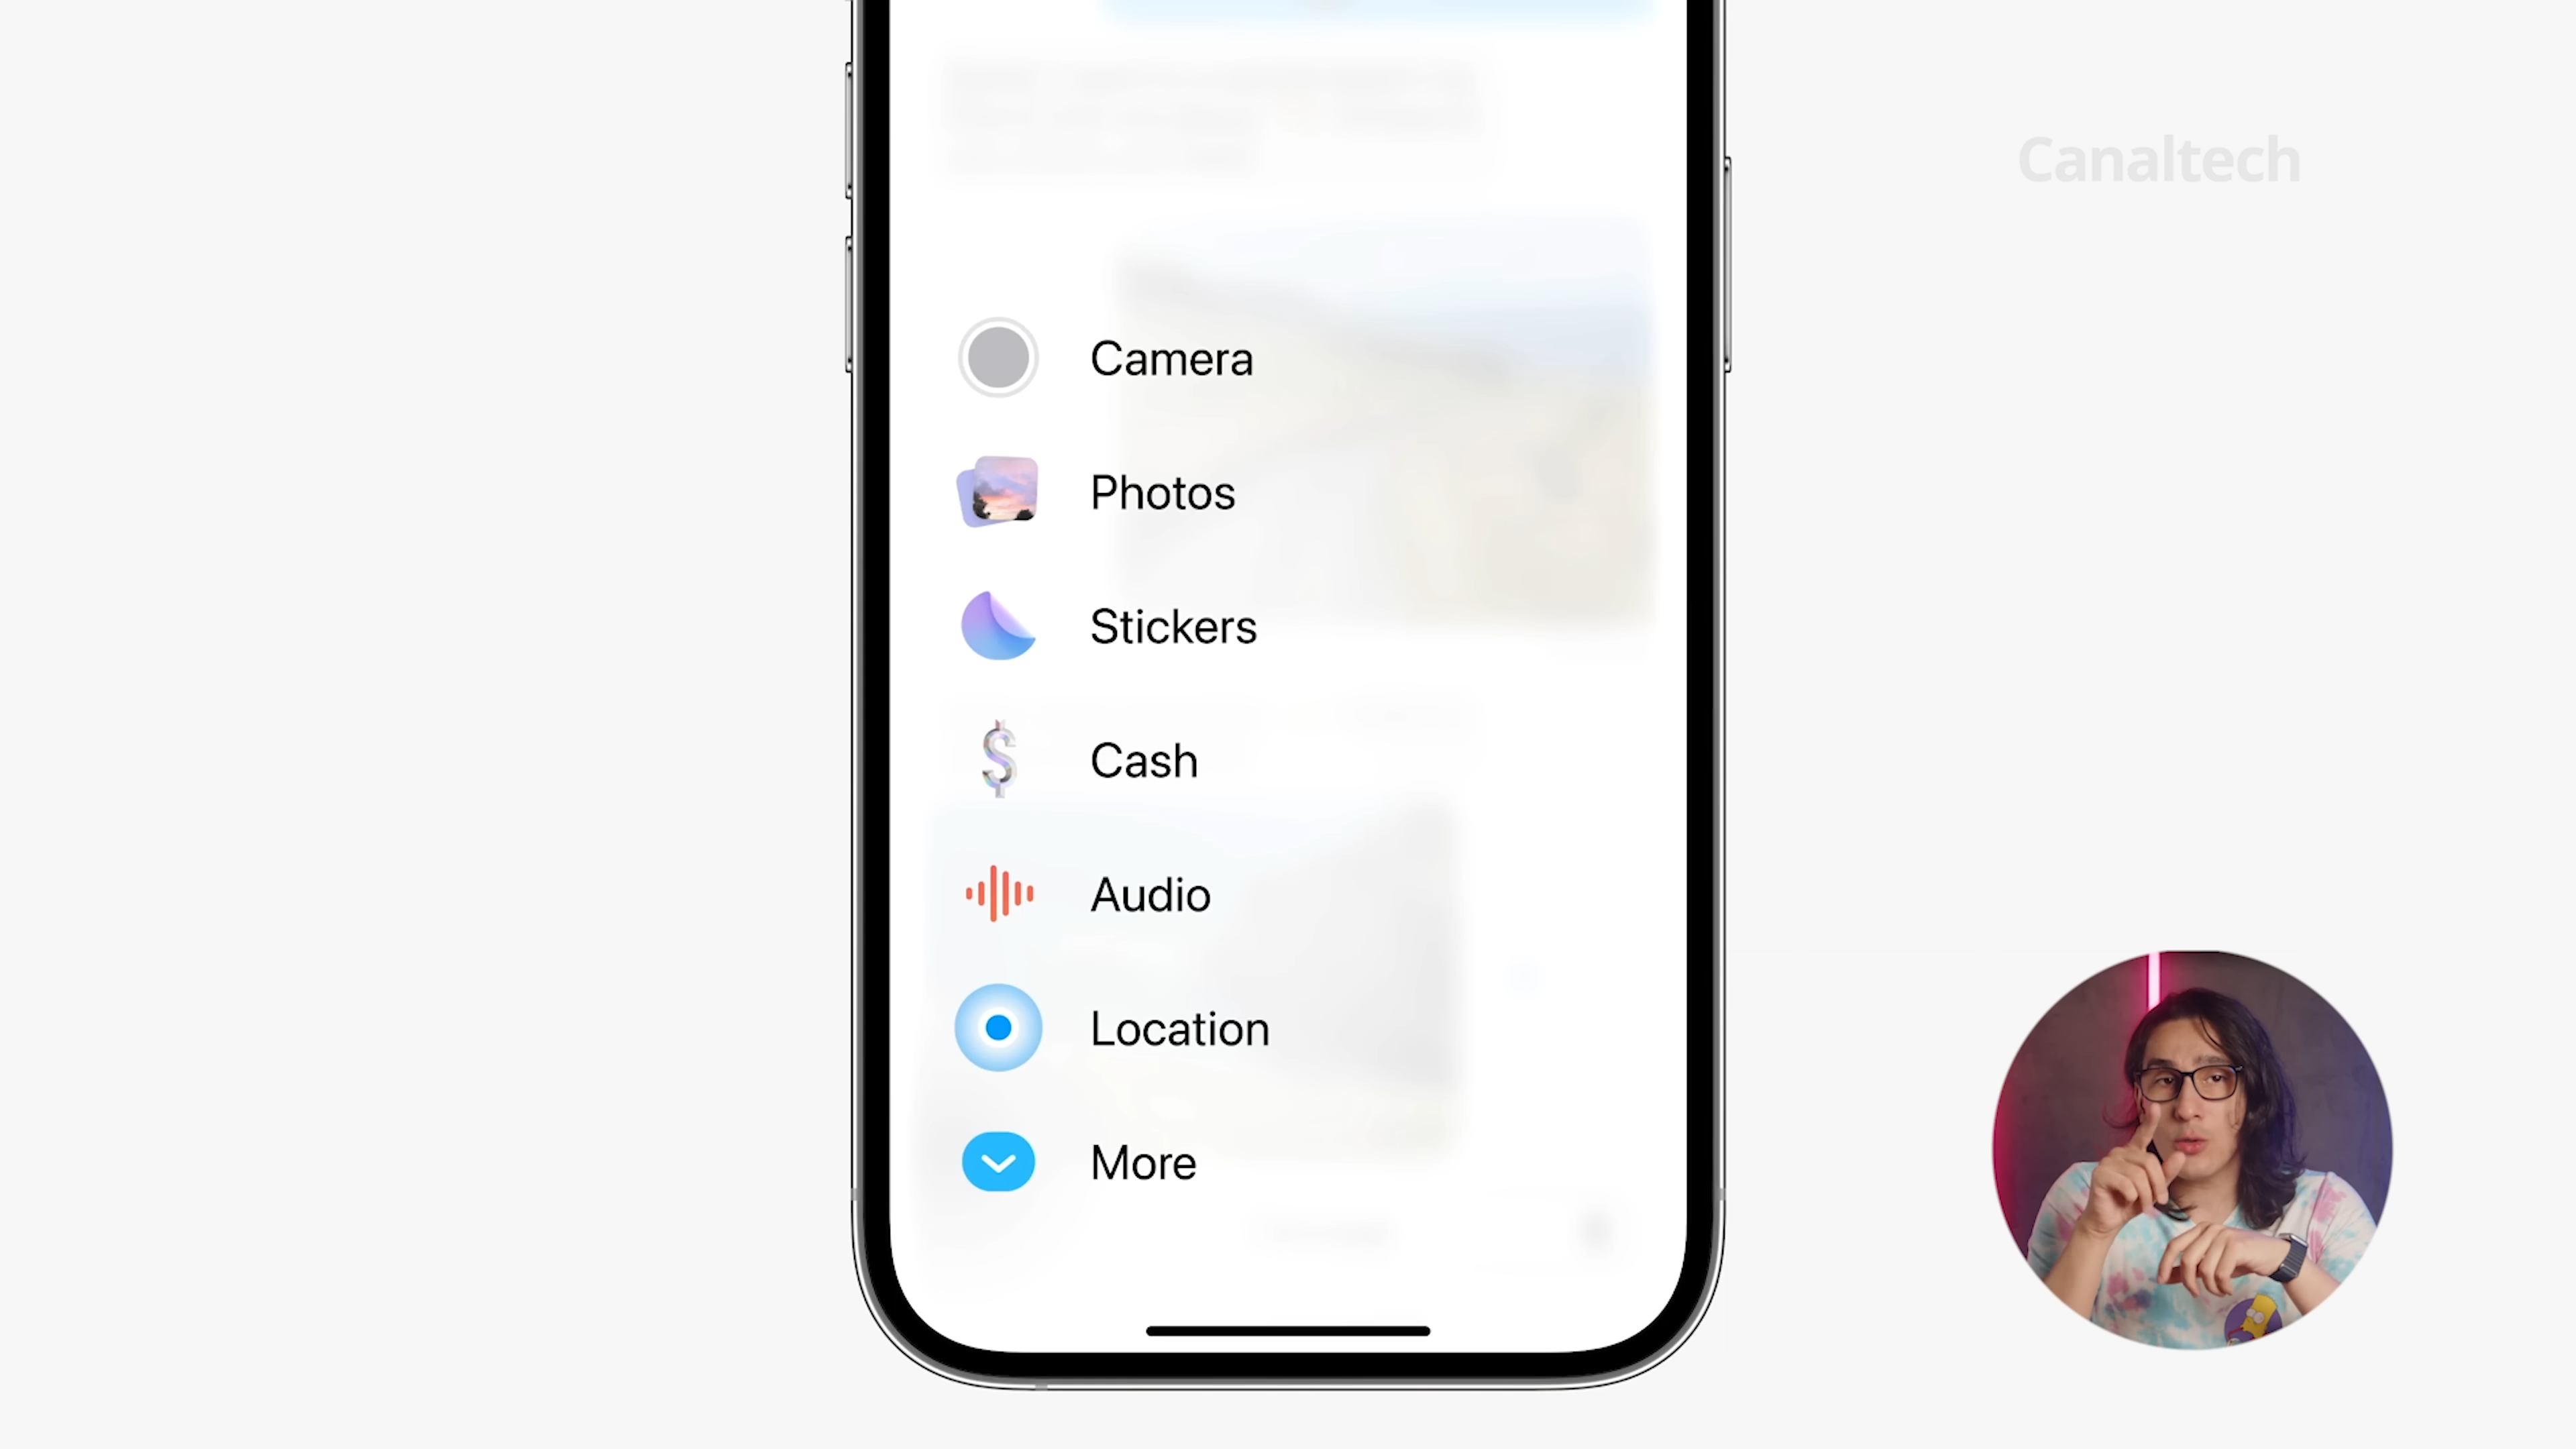 Canaltech
Camera
Photos
Stickers
$ Cash
Audio
Location
More